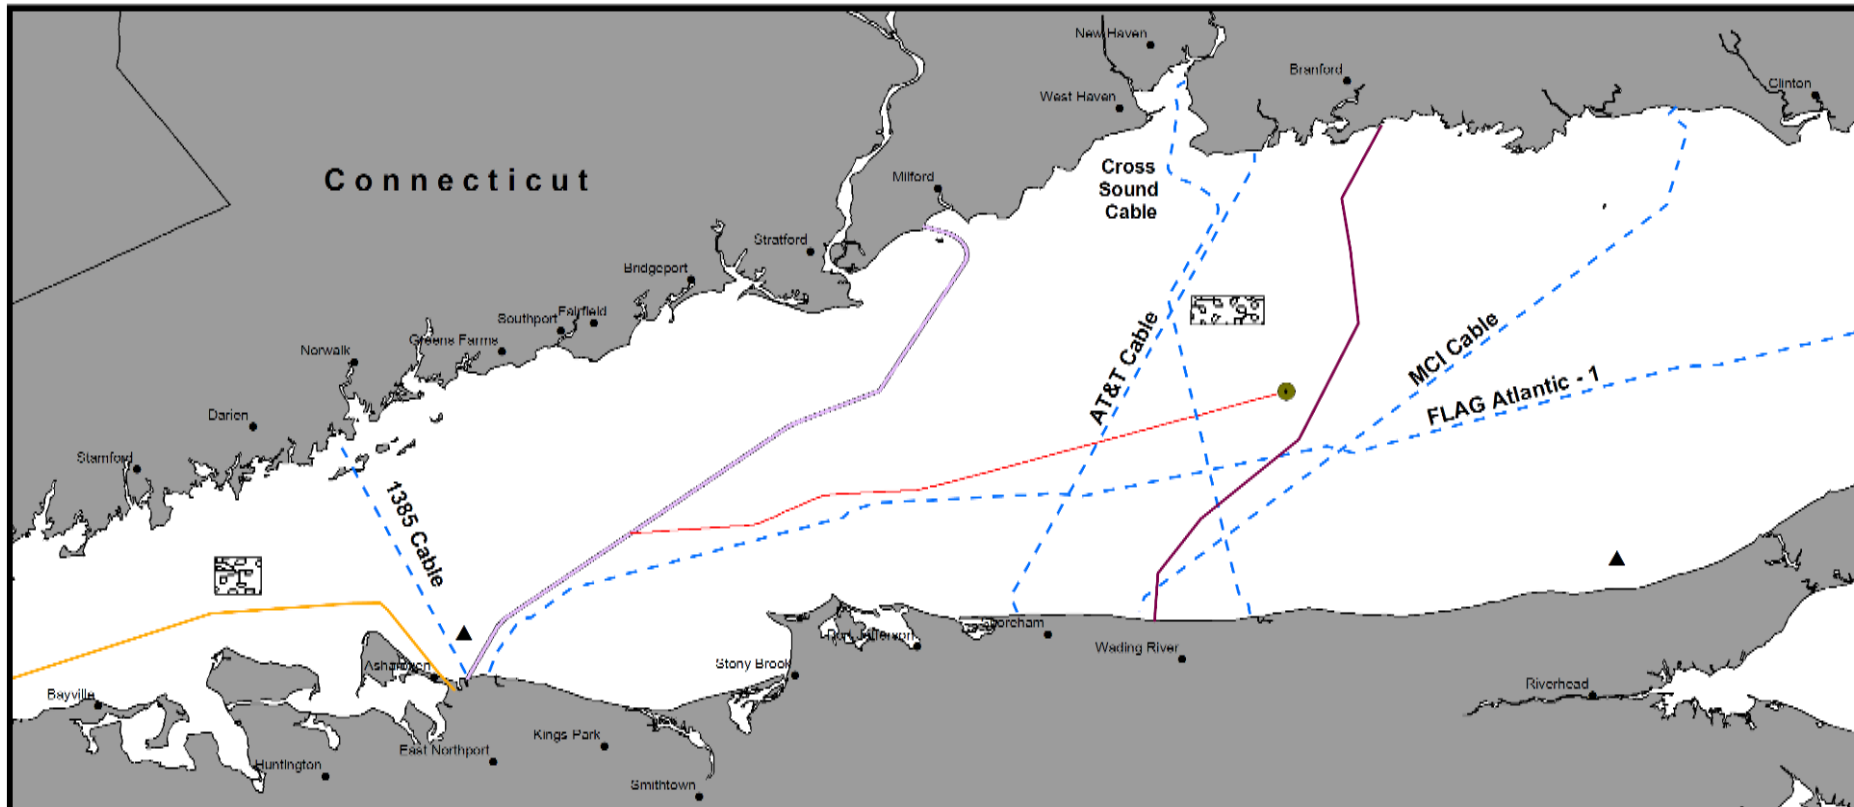 New Haven
Branford
Clinton
West Haven
Connecticut
Cross
Sound
Cable
Milford
Stratford
Bridgeport
Southport
Fairfield
Greens Farms
Norwalk
AT&T Cable
MCI Cable
FLAG Atlantic - 1
Darien
Stamford
1385 Cable
Port Jefferson
Wading River
Stony Brook
Asharoken
Bayville
Riverhead
Kings Park
East Northport
Huntington
Smithtown